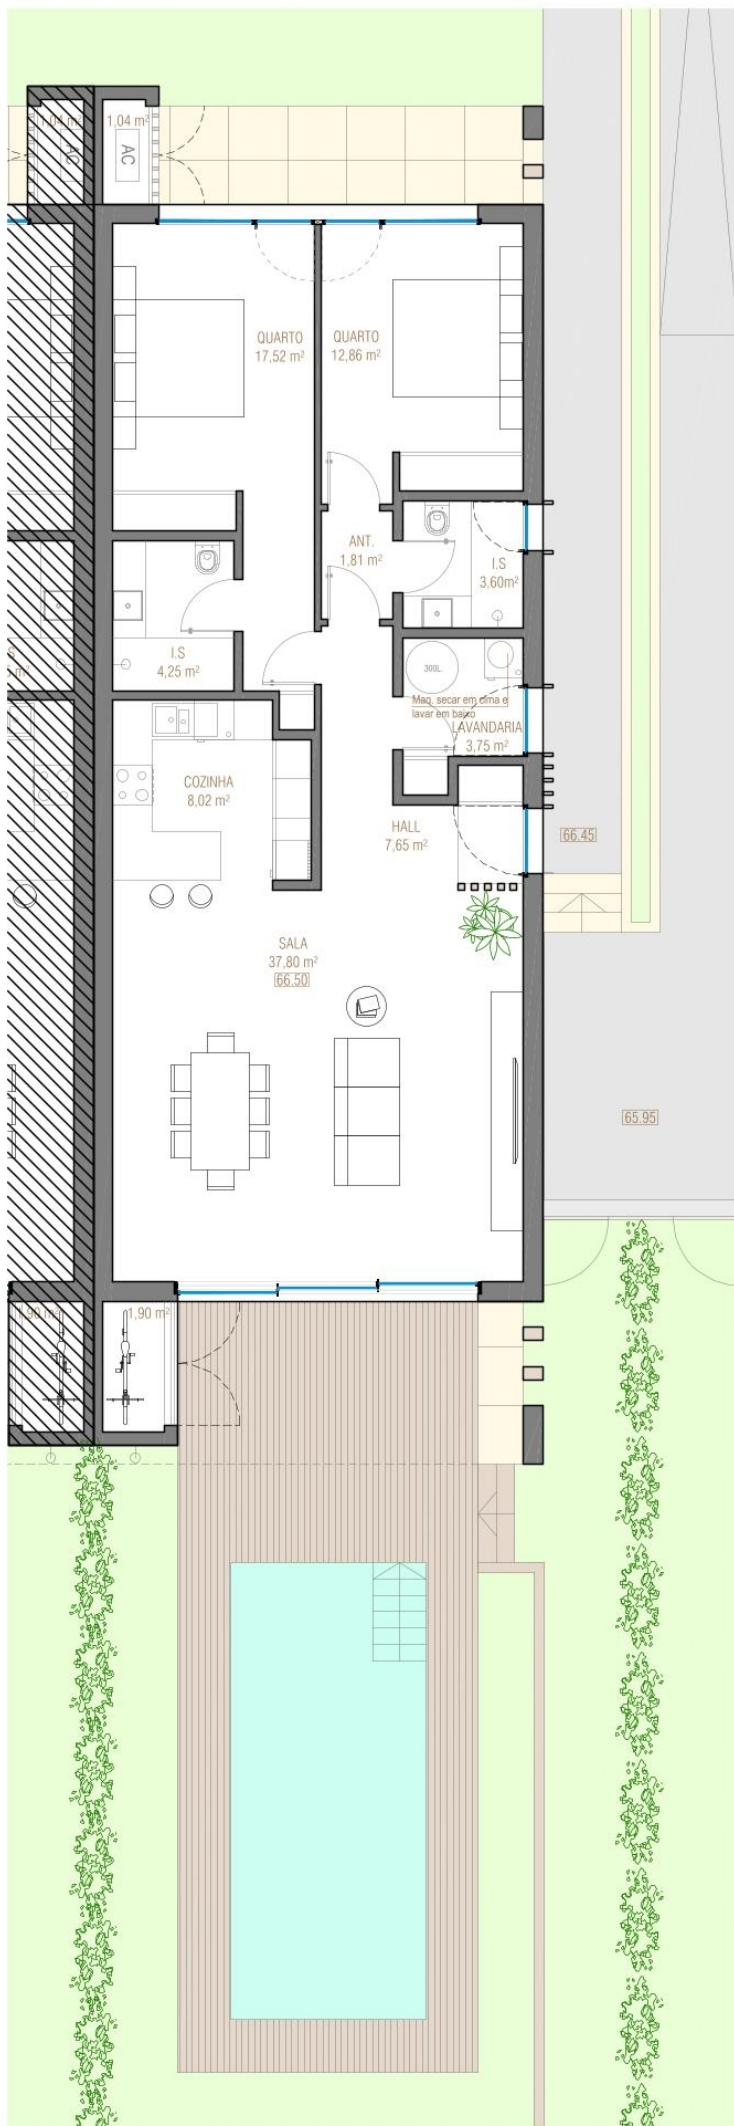 1,04 m²
1,04 m²
AC
AC
QUARTO
17,52 m²
QUARTO
12,86 m²
ANT.
1,81 m²
I.S
3,60m²
I.S
4,25 m²
300L.
Maq. secar em cima e
lavar em baixo
LAVANDARIA
3,75 m²
COZINHA
8,02 m²
HALL
7,65 m²
66.45
SALA
37,80 m²
66.50
65.95
1,90 m²
1,90 m²